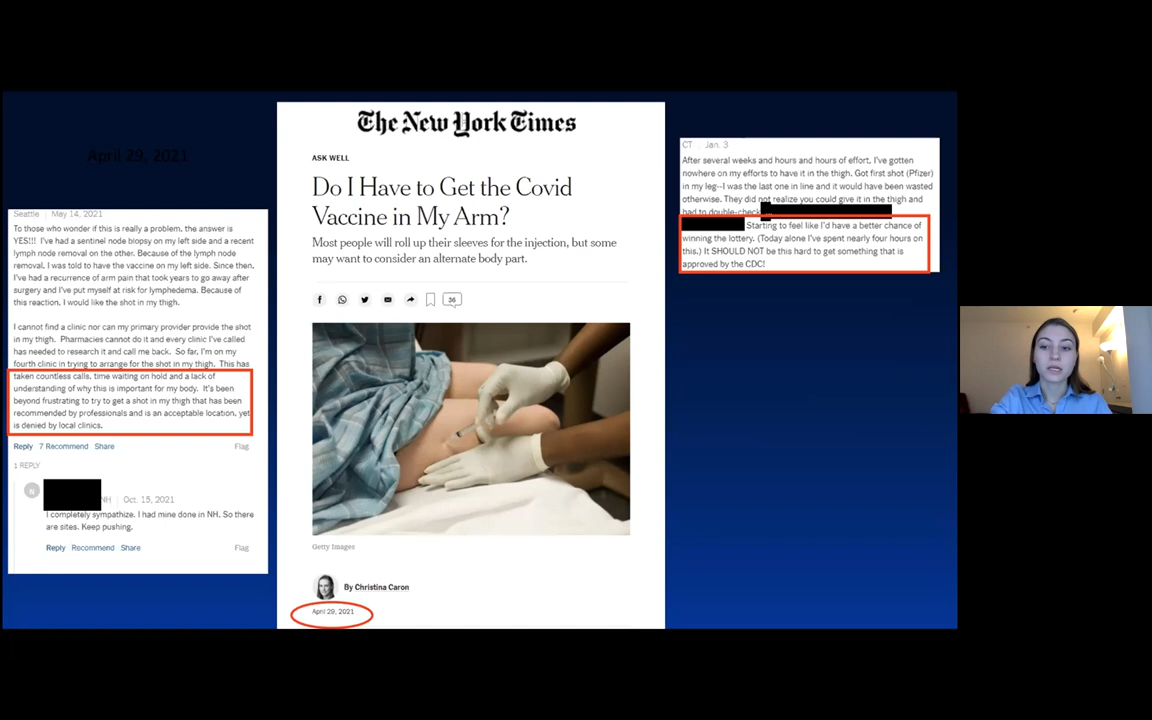 April 29, 2021
Seattle | May 14, 2021
To those who wonder if this is really a problem, the answer is
YES!!! I've had a sentinel node biopsy on my left side and a recent
lymph node removal on the other. Because of the lymph node
removal, I was told to have the vaccine on my left side. Since then,
I've had a recurrence of arm pain that took years to go away after
surgery and I've put myself at risk for lymphedema. Because of
this reaction, I would like the shot in my thigh.
I cannot find a clinic nor can my primary provider provide the shot
in my thigh. Pharmacies cannot do it and every clinic I've called
has needed to research it and call me back. So far, I'm on my
fourth clinic in trying to arrange for the shot in my thigh. This has
taken countless calls, time waiting on hold and a lack of
understanding of why this is important for my body. It's been
beyond frustrating to try to get a shot in my thigh that has been
recommended by professionals and is an acceptable location, yet
is denied by local clinics.
Reply 7 Recommend Share Flag
1 REPLY
N
NH | Oct. 15, 2021
I completely sympathize. I had mine done in NH. So there
are sites. Keep pushing.
Reply Recommend Share Flag
The New York Times
ASK WELL
Do I Have to Get the Covid
Vaccine in My Arm?
Most people will roll up their sleeves for the injection, but some
may want to consider an alternate body part.
36
Getty Images
By Christina Caron
April 29, 2021
CT | Jan. 3
After several weeks and hours and hours of effort, I've gotten
nowhere on my efforts to have it in the thigh. Got first shot (Pfizer)
in my leg--I was the last one in line and it would have been wasted
otherwise. They did not realize you could give it in the thigh and
had to double-check
Starting to feel like I'd have a better chance of
winning the lottery. (Today alone I've spent nearly four hours on
this.) It SHOULD NOT be this hard to get something that is
approved by the CDC!